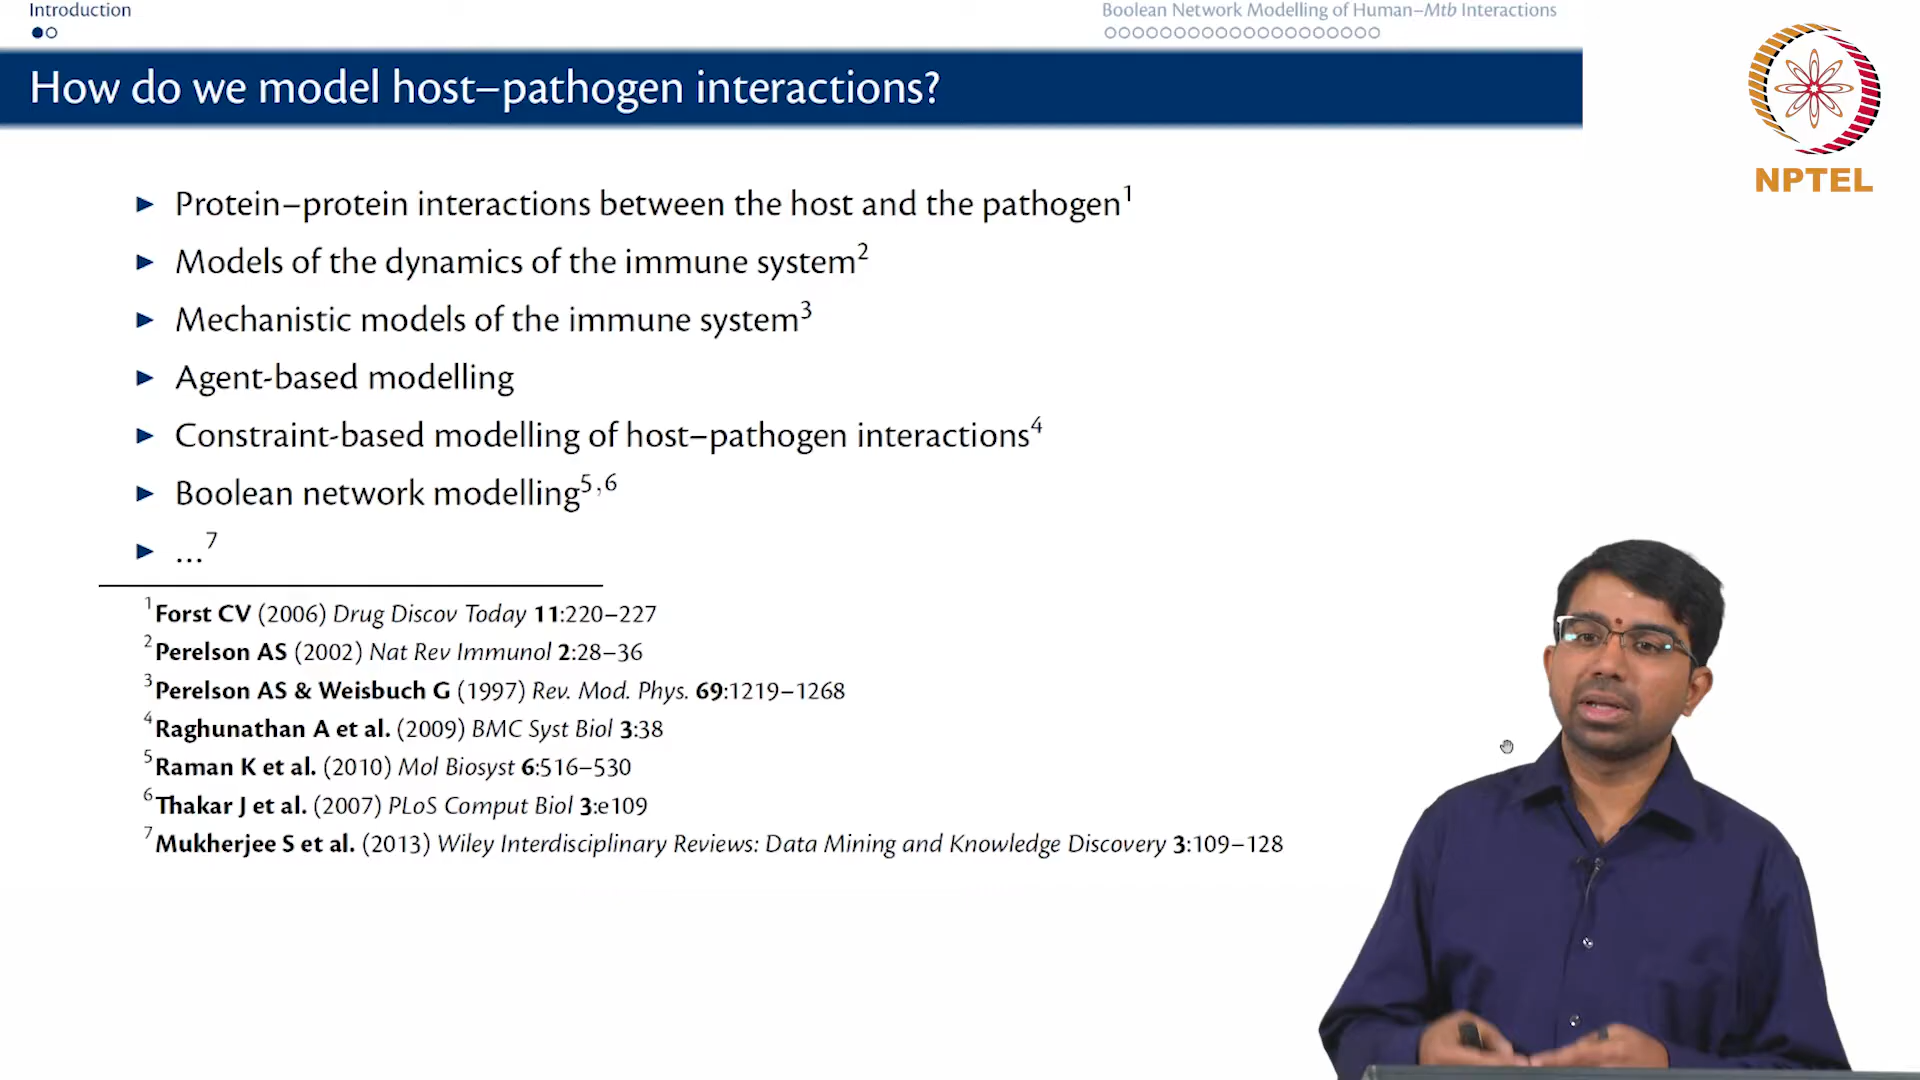 Introduction
Boolean Network Modelling of Human–Mtb Interactions
How do we model host–pathogen interactions?
NPTEL
► Protein–protein interactions between the host and the pathogen1
► Models of the dynamics of the immune system2
► Mechanistic models of the immune system3
► Agent-based modelling
► Constraint-based modelling of host–pathogen interactions4
► Boolean network modelling5,6
► ...7
1Forst CV (2006) Drug Discov Today 11:220–227
2Perelson AS (2002) Nat Rev Immunol 2:28–36
3Perelson AS & Weisbuch G (1997) Rev. Mod. Phys. 69:1219–1268
4Raghunathan A et al. (2009) BMC Syst Biol 3:38
5Raman K et al. (2010) Mol Biosyst 6:516–530
6Thakar J et al. (2007) PLoS Comput Biol 3:e109
7Mukherjee S et al. (2013) Wiley Interdisciplinary Reviews: Data Mining and Knowledge Discovery 3:109–128